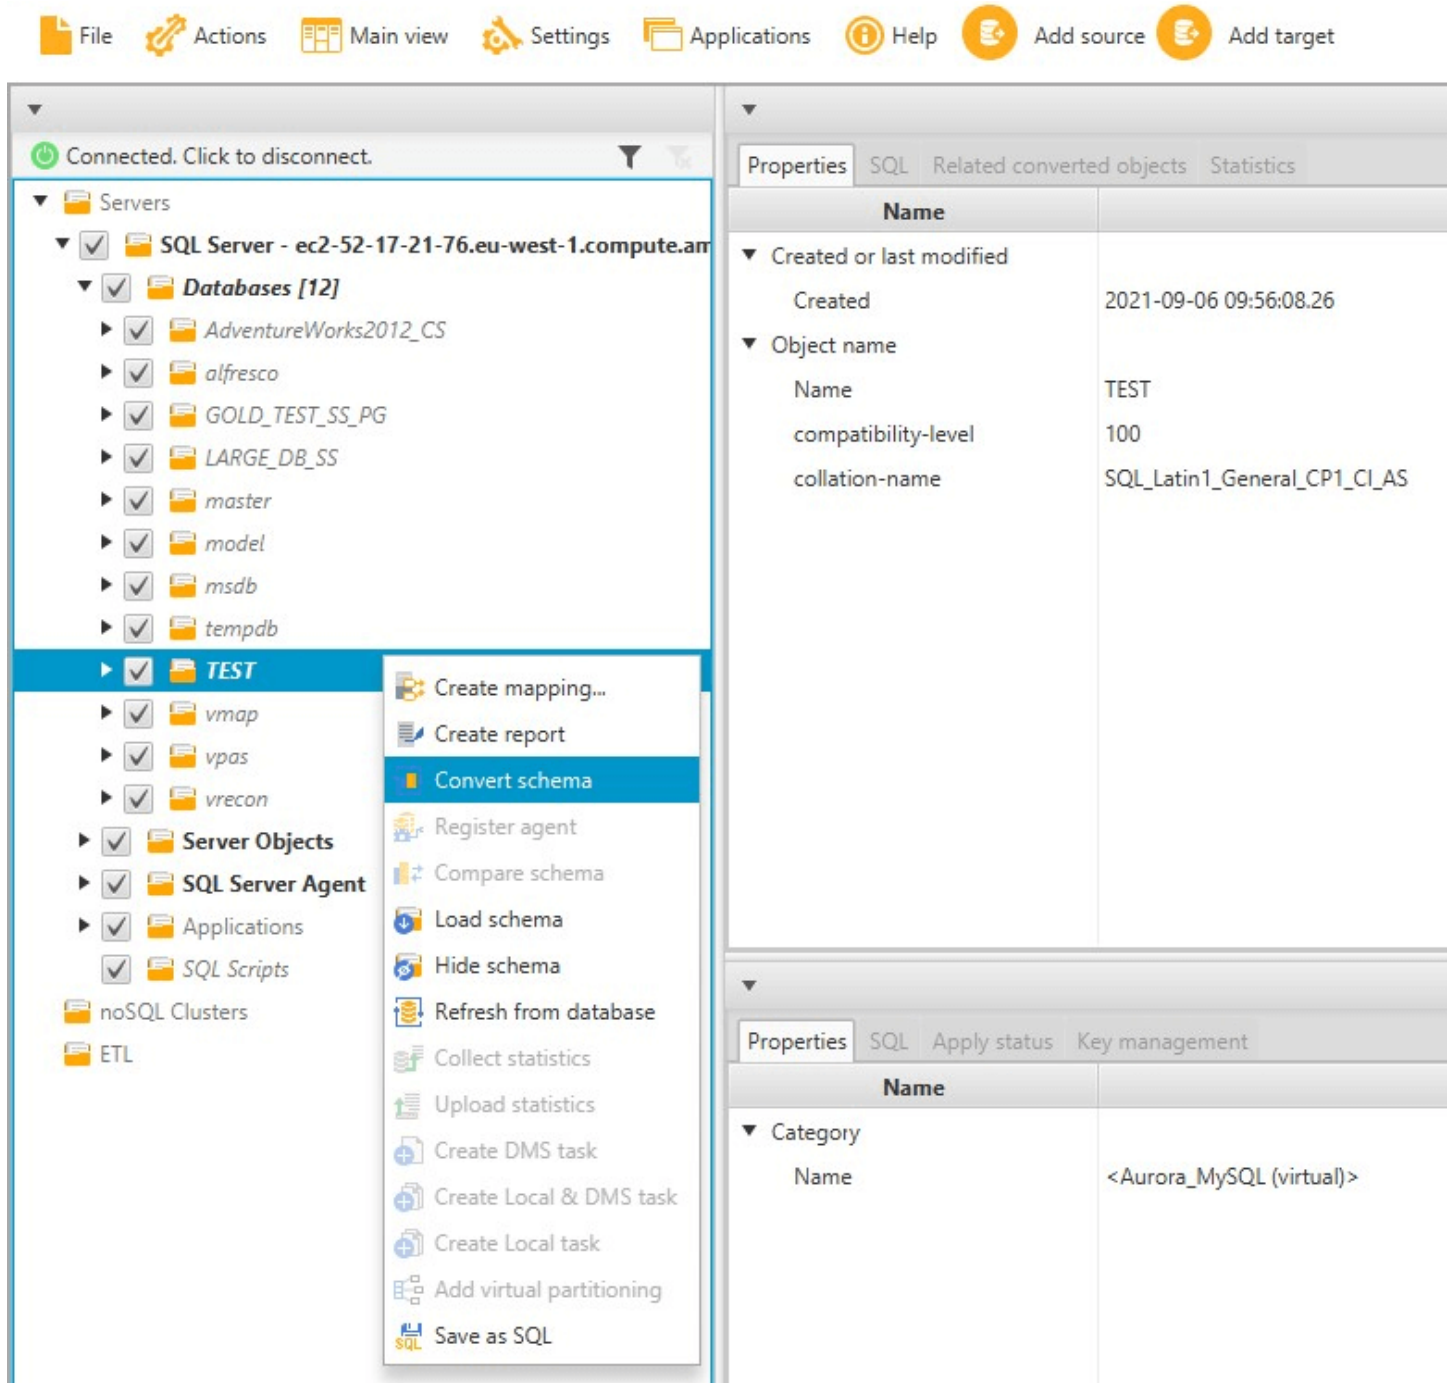 File Actions Main view Settings Applications Help Add source Add target
Connected. Click to disconnect.
Servers
SQL Server - ec2-52-17-21-76.eu-west-1.compute.am
Databases [12]
AdventureWorks2012_CS
alfresco
GOLD_TEST_SS_PG
LARGE_DB_SS
master
model
msdb
tempdb
TEST
vmap
vpas
vrecon
Server Objects
SQL Server Agent
Applications
SQL Scripts
noSQL Clusters
ETL
Create mapping...
Create report
Convert schema
Register agent
Compare schema
Load schema
Hide schema
Refresh from database
Collect statistics
Upload statistics
Create DMS task
Create Local & DMS task
Create Local task
Add virtual partitioning
SQL Save as SQL
Properties SQL Related converted objects Statistics
Name
Created or last modified
Created 2021-09-06 09:56:08.26
Object name
Name TEST
compatibility-level 100
collation-name SQL_Latin1_General_CP1_CI_AS
Properties SQL Apply status Key management
Name
Category
Name <Aurora_MySQL (virtual)>